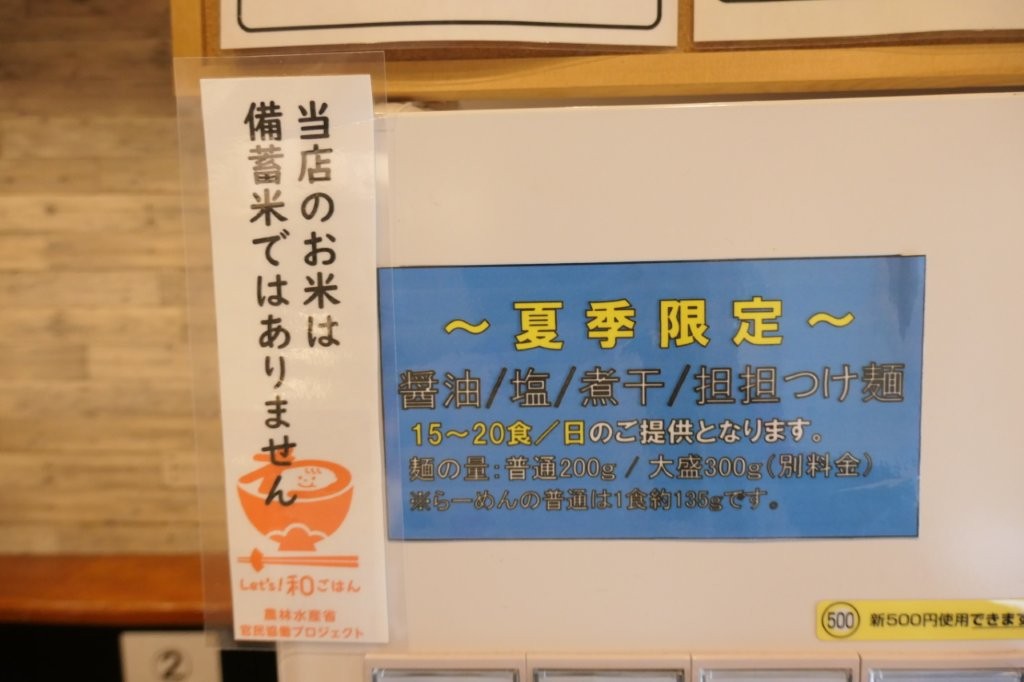 当店のお米は
備蓄米ではありません
Let's!和ごはん
農林水産省
官民協働プロジェクト
～夏季限定～
醤油/塩/煮干/担担つけ麺
15～20食／日のご提供となります。
麺の量：普通200g / 大盛300g（別料金）
※らーめんの普通は1食約135gです。
500 新500円使用できます
2